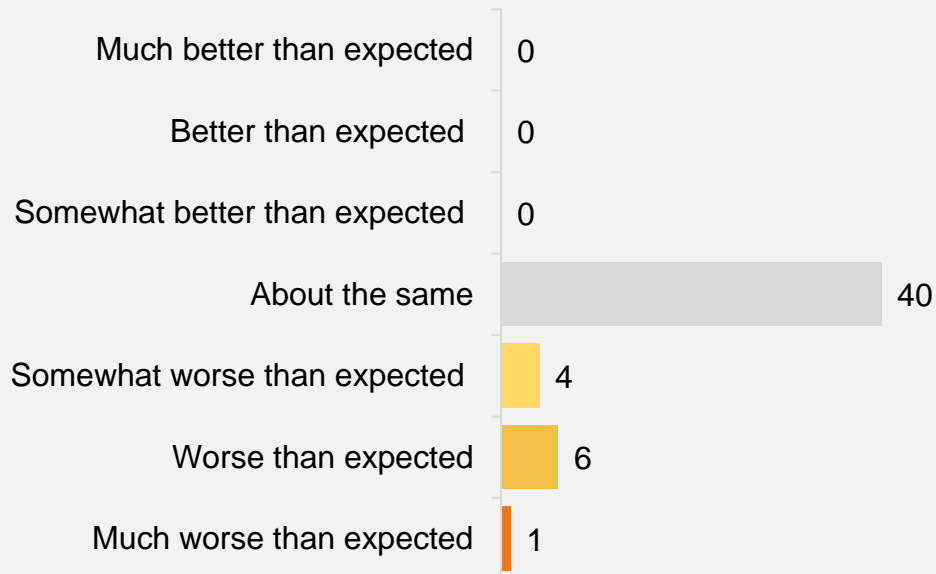 Much better than expected 0
Better than expected 0
Somewhat better than expected 0
About the same 40
Somewhat worse than expected 4
Worse than expected 6
Much worse than expected 1